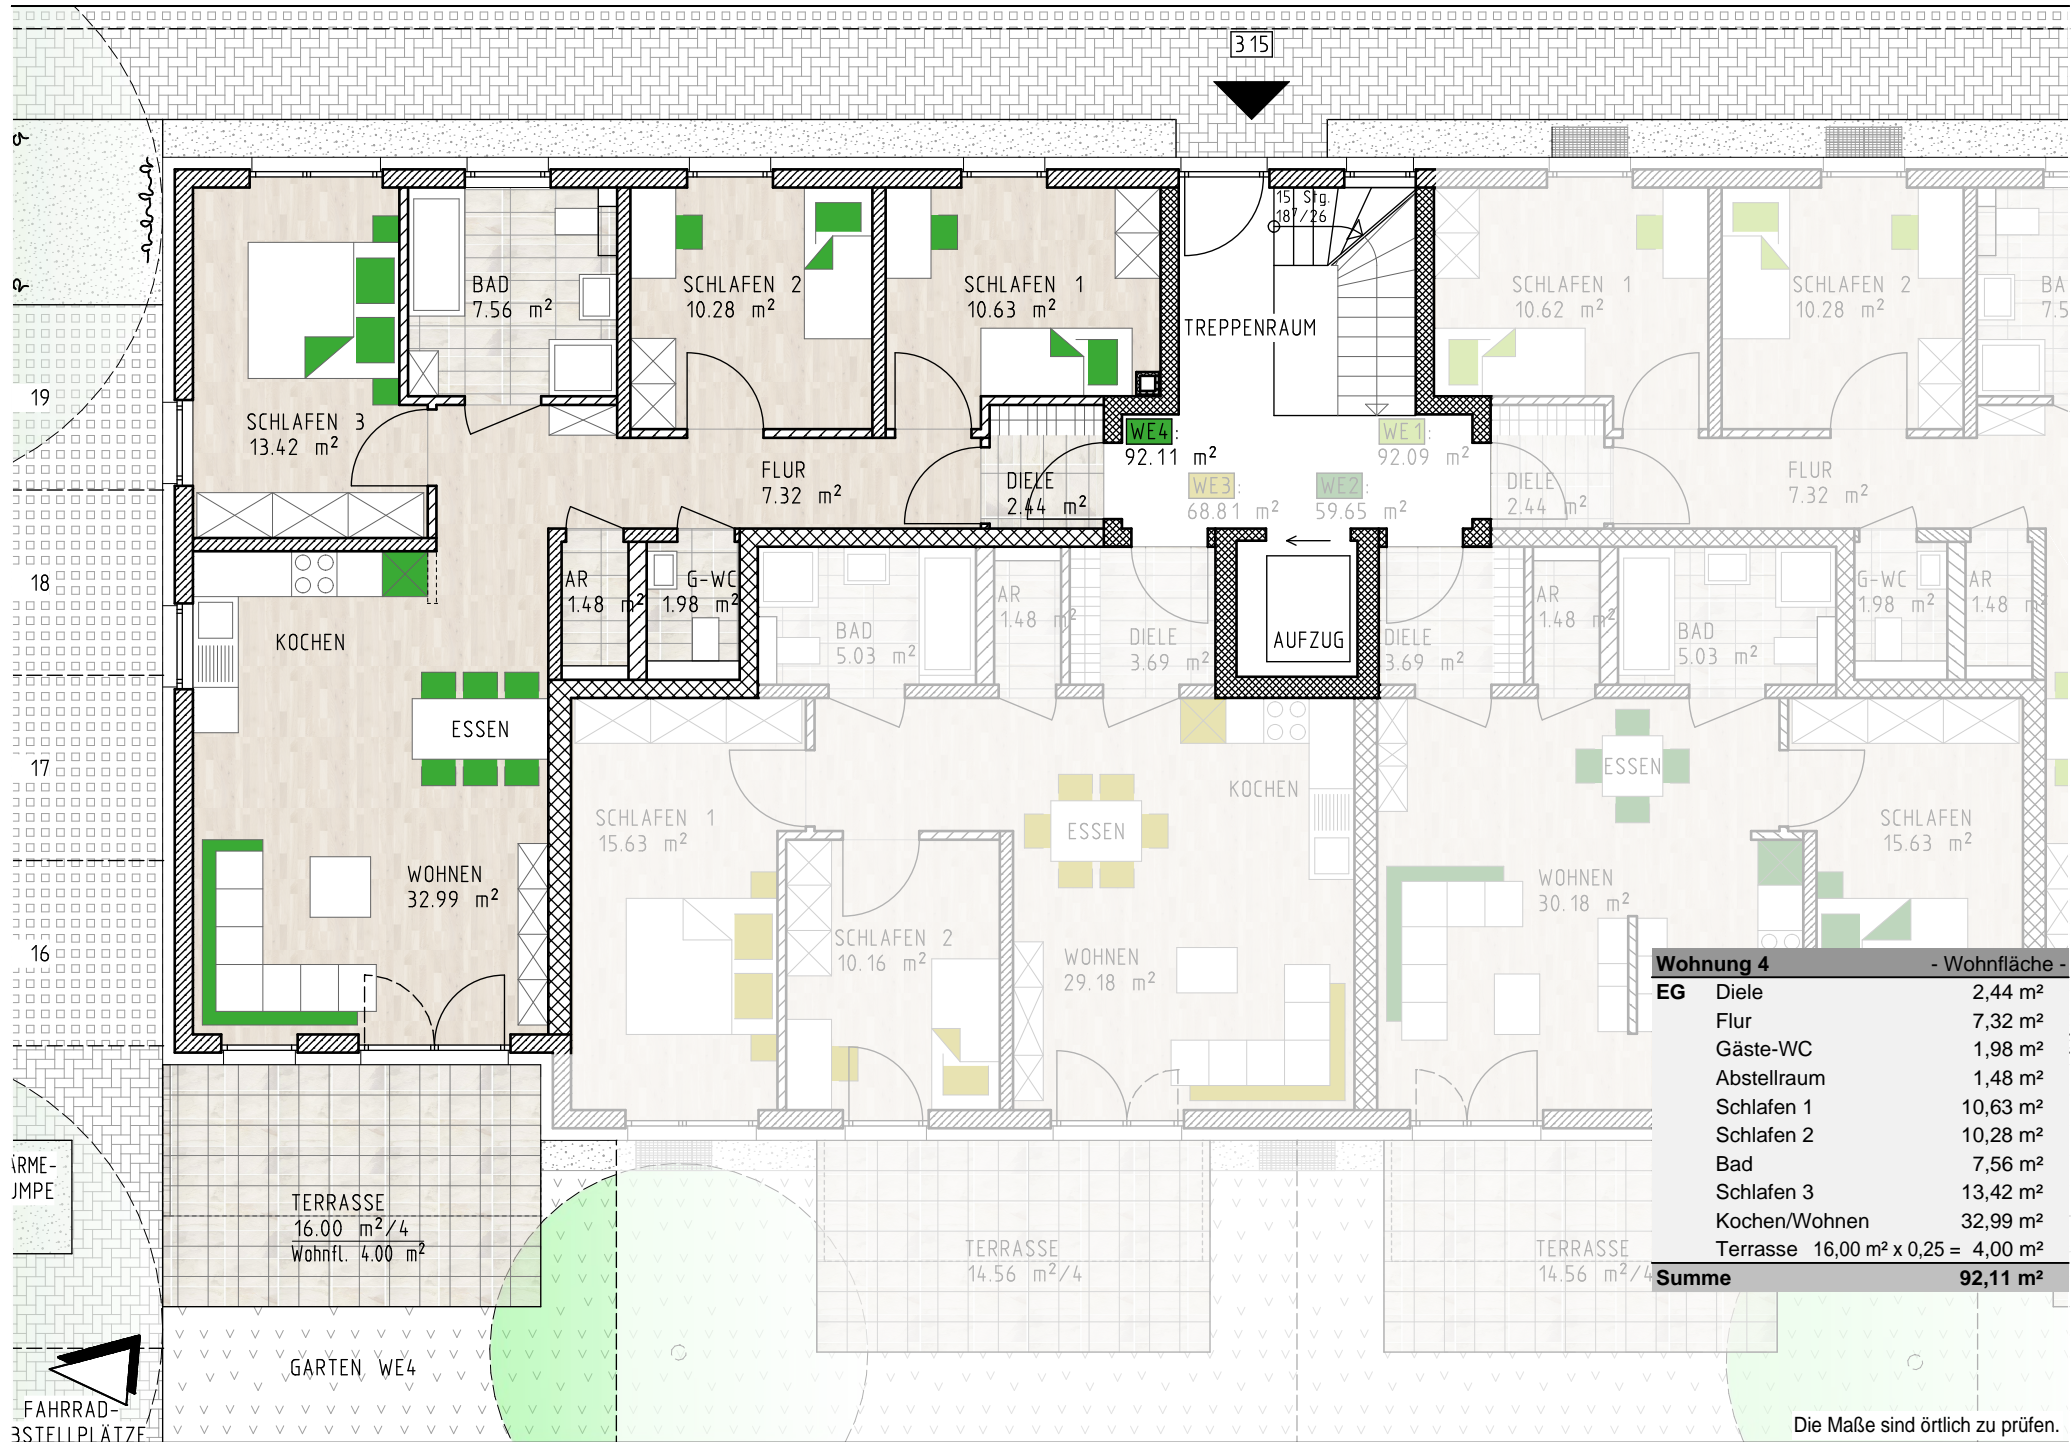 315
15 Stg.
18⁷/26
BAD
7.56 m²
SCHLAFEN 2
10.28 m²
SCHLAFEN 1
10.63 m²
TREPPENRAUM
SCHLAFEN 1
10.62 m²
SCHLAFEN 2
10.28 m²
BA
7.5
19
SCHLAFEN 3
13.42 m²
FLUR
7.32 m²
DIELE
2.44 m²
WE4:
92.11 m²
WE3:
68.81 m²
WE1:
92.09 m²
WE2:
59.65 m²
DIELE
2.44 m²
FLUR
7.32 m²
18
KOCHEN
AR
1.48 m²
G-WC
1.98 m²
BAD
5.03 m²
AR
1.48 m²
DIELE
3.69 m²
AUFZUG
DIELE
3.69 m²
AR
1.48 m²
BAD
5.03 m²
G-WC
1.98 m²
AR
1.48 m²
17
ESSEN
SCHLAFEN 1
15.63 m²
ESSEN
KOCHEN
ESSEN
SCHLAFEN
15.63 m²
16
WOHNEN
32.99 m²
SCHLAFEN 2
10.16 m²
WOHNEN
29.18 m²
WOHNEN
30.18 m²
Wohnung 4 - Wohnfläche -
EG Diele 2,44 m²
Flur 7,32 m²
Gäste-WC 1,98 m²
Abstellraum 1,48 m²
Schlafen 1 10,63 m²
Schlafen 2 10,28 m²
Bad 7,56 m²
Schlafen 3 13,42 m²
Kochen/Wohnen 32,99 m²
Terrasse 16,00 m² x 0,25 = 4,00 m²
Summe 92,11 m²
ÄRME-
UMPE
TERRASSE
16.00 m²/4
Wohnfl. 4.00 m²
TERRASSE
14.56 m²/4
TERRASSE
14.56 m²/4
GARTEN WE4
FAHRRAD-
BSTELLPLÄTZE
Die Maße sind örtlich zu prüfen.